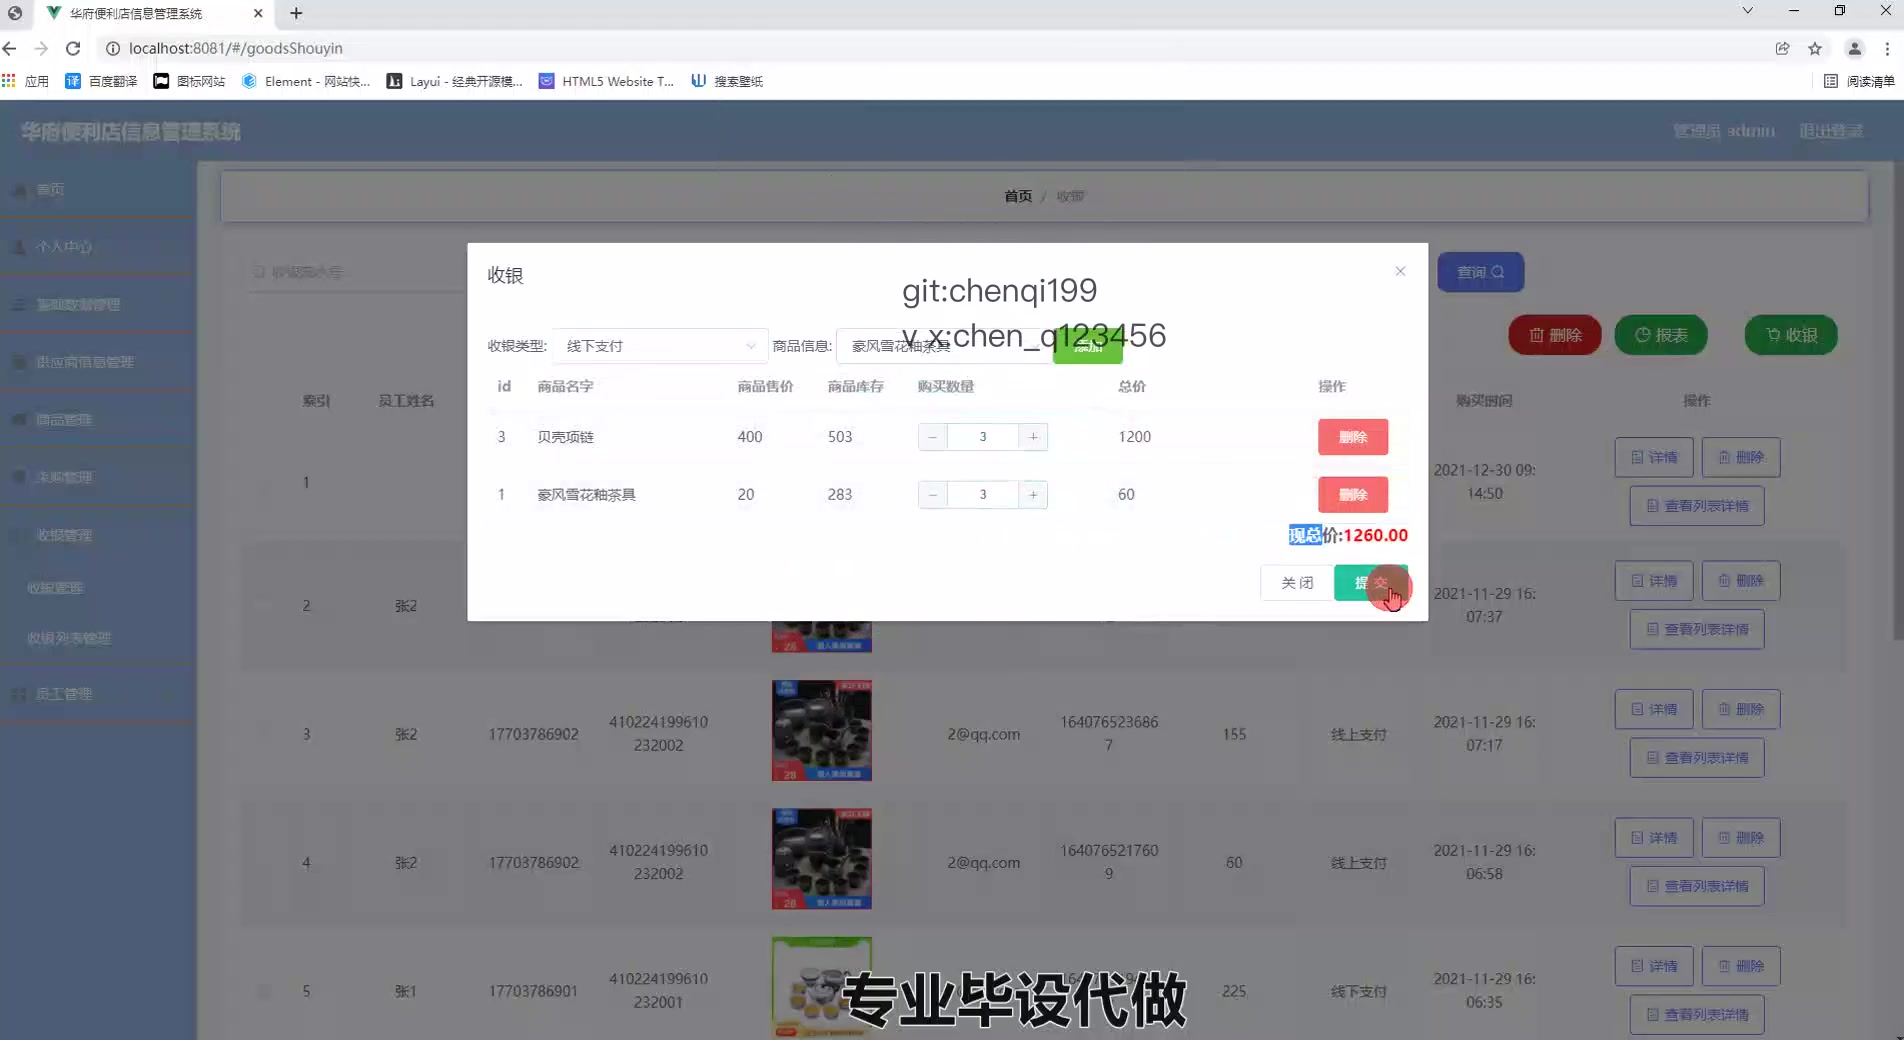 华府便利店信息管理系统
localhost:8081/#/goodsShouyin
应用 百度翻译 图标网站 Element - 网站快... Layui - 经典开源模... HTML5 Website T... 搜索壁纸 阅读清单
华府便利店信息管理系统 管理员 admin 退出登录
首页
个人中心
基础数据管理
供应商信息管理
商品管理
采购管理
收银管理
收银管理
收银列表管理
员工管理
首页 / 收银
收银流水号
查询
删除 报表 收银
索引 员工姓名 购买时间 操作
收银
git:chenqi199
v x:chen_q123456
收银类型: 线下支付 商品信息: 豪风雪花釉茶具 添加
id 商品名字 商品售价 商品库存 购买数量 总价 操作
3 贝壳项链 400 503 − 3 + 1200 删除
1 豪风雪花釉茶具 20 283 − 3 + 60 删除
现总价:1260.00
关 闭 提 交
1 2021-12-30 09:14:50 详情 删除
查看列表详情
2 张2 2021-11-29 16:07:37 详情 删除
查看列表详情
3 张2 17703786902 410224199610232002 2@qq.com 1640765236867 155 线上支付 2021-11-29 16:07:17 详情 删除
查看列表详情
4 张2 17703786902 410224199610232002 2@qq.com 1640765217609 60 线上支付 2021-11-29 16:06:58 详情 删除
查看列表详情
5 张1 17703786901 410224199610232001 225 线下支付 2021-11-29 16:06:35 详情 删除
查看列表详情
专业毕设代做